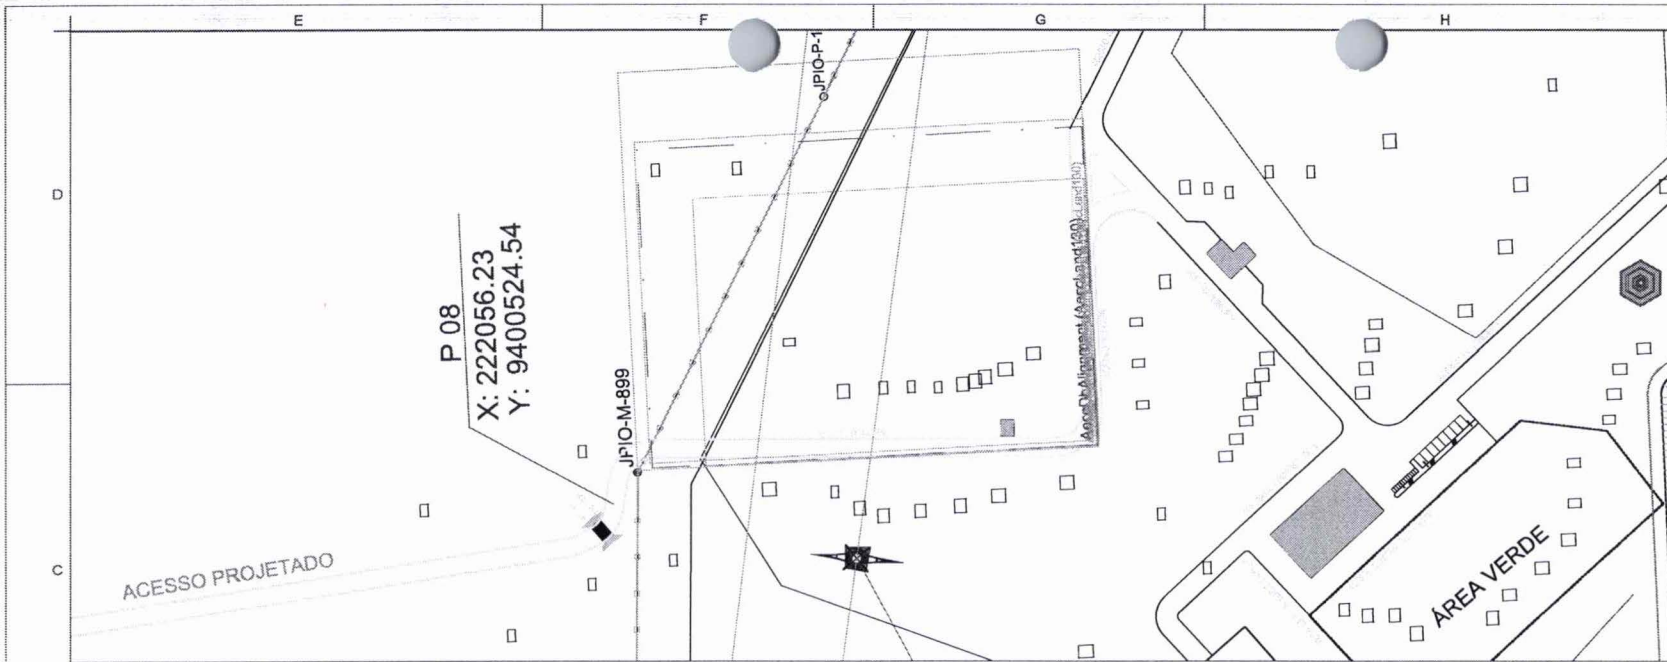 E
F
G
H
D
C
JPIO-P-1
P 08
X: 222056.23
Y: 9400524.54
JPIO-M-899
ACESSO PROJETADO
ÁREA VERDE